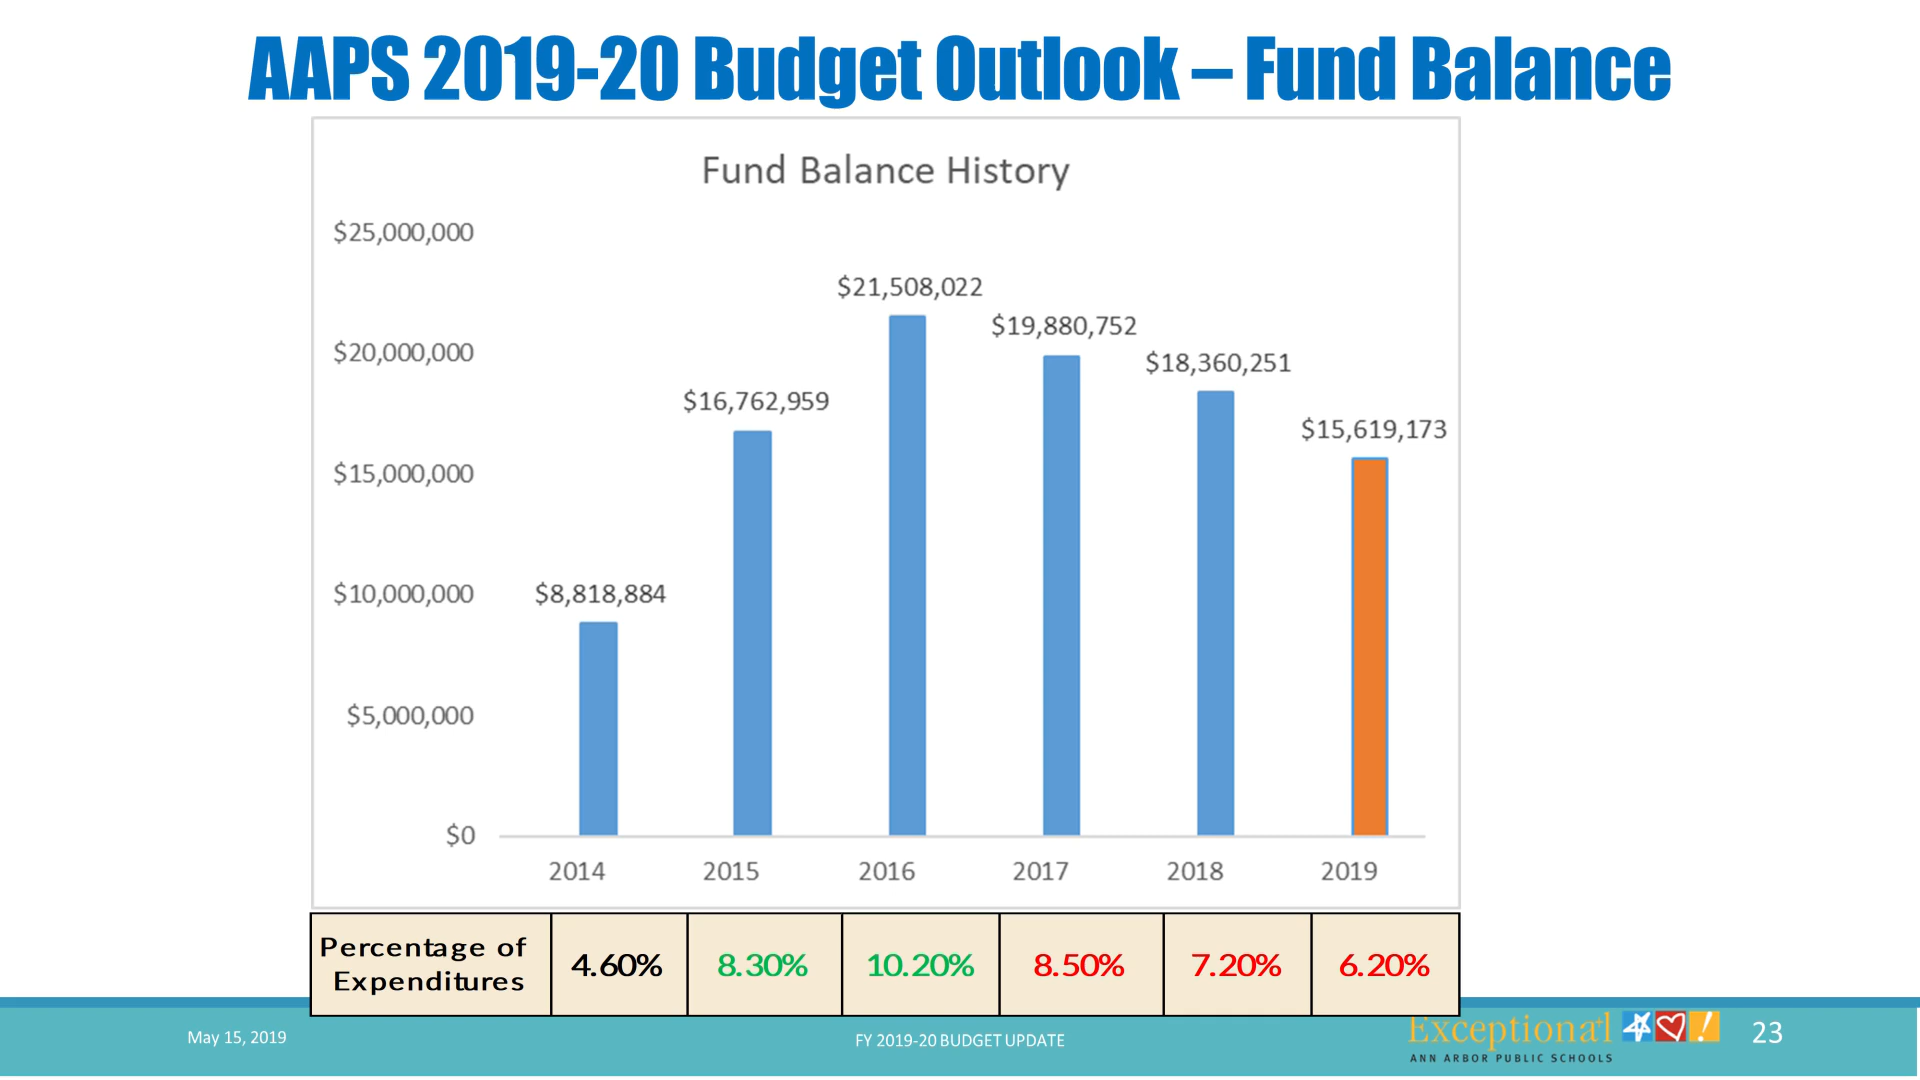 AAPS 2019-20 Budget Outlook – Fund Balance
Fund Balance History
$25,000,000
$20,000,000
$15,000,000
$10,000,000
$5,000,000
$0
$8,818,884
$16,762,959
$21,508,022
$19,880,752
$18,360,251
$15,619,173
2014 2015 2016 2017 2018 2019
Percentage of
Expenditures
4.60% 8.30% 10.20% 8.50% 7.20% 6.20%
May 15, 2019
FY 2019-20 BUDGET UPDATE
Exceptiona+l
ANN ARBOR PUBLIC SCHOOLS
23